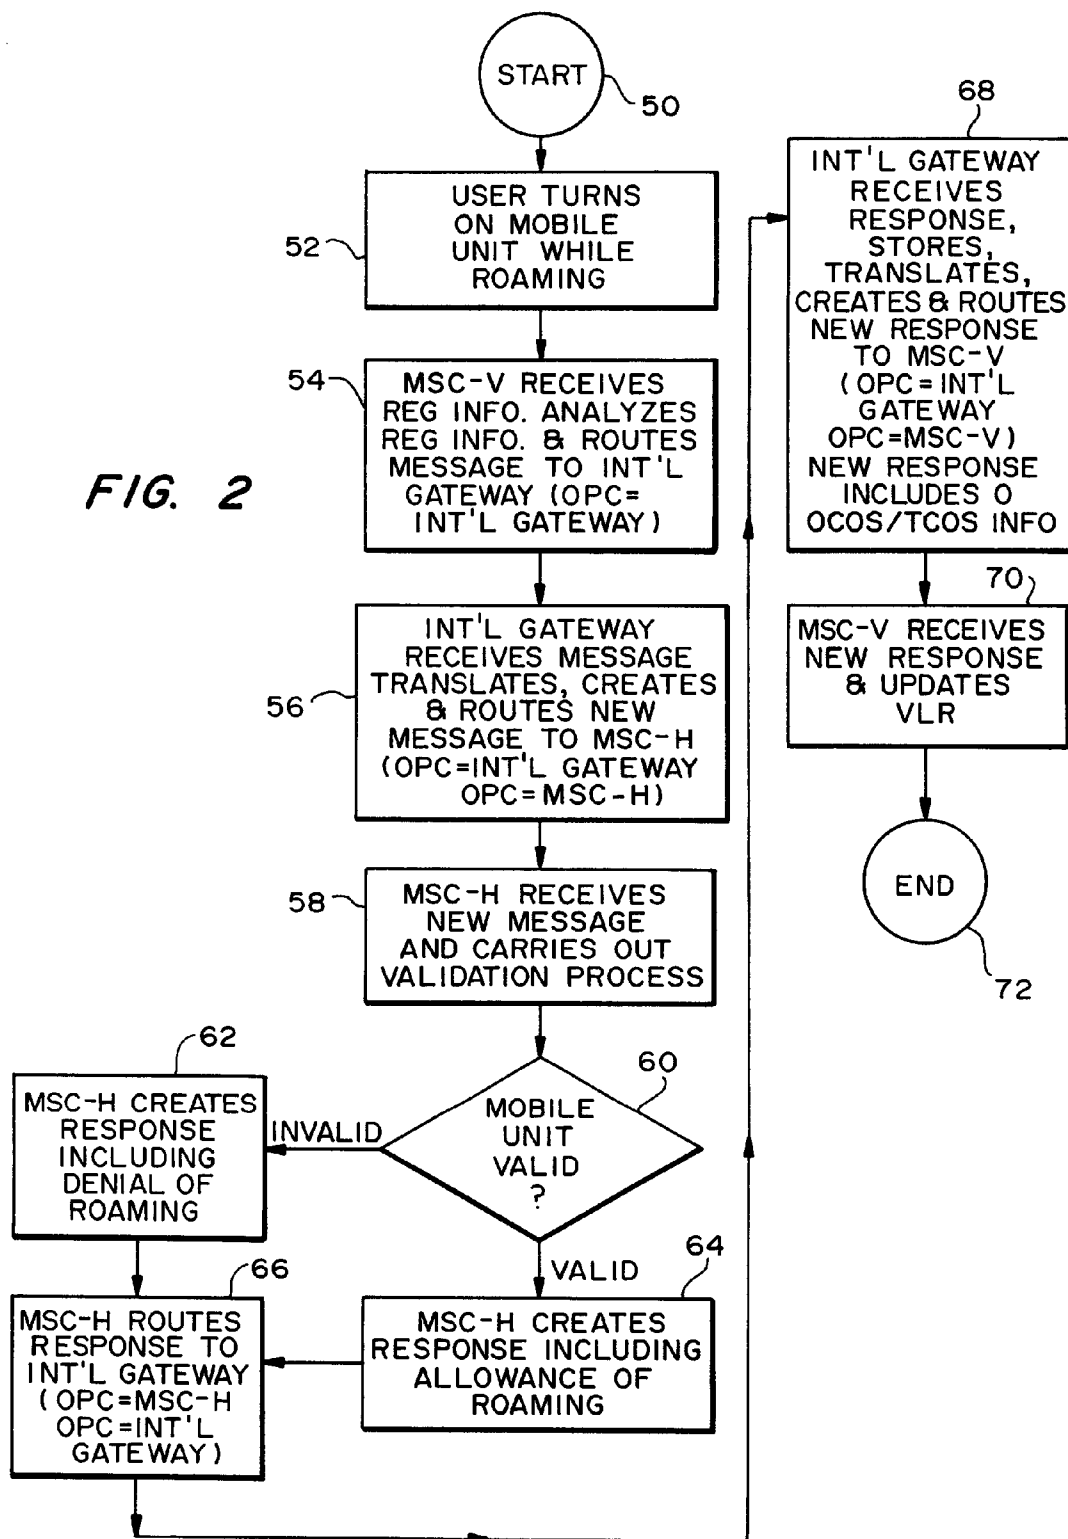 START
50
52
USER TURNS
ON MOBILE
UNIT WHILE
ROAMING
54
MSC-V RECEIVES
REG INFO. ANALYZES
REG INFO. & ROUTES
MESSAGE TO INT'L
GATEWAY (OPC=
INT'L GATEWAY)
FIG. 2
56
INT'L GATEWAY
RECEIVES MESSAGE
TRANSLATES, CREATES
& ROUTES NEW
MESSAGE TO MSC-H
(OPC=INT'L GATEWAY
OPC=MSC-H)
58
MSC-H RECEIVES
NEW MESSAGE
AND CARRIES OUT
VALIDATION PROCESS
60
MOBILE
UNIT
VALID
?
INVALID
62
MSC-H CREATES
RESPONSE
INCLUDING
DENIAL OF
ROAMING
VALID
64
MSC-H CREATES
RESPONSE INCLUDING
ALLOWANCE OF
ROAMING
66
MSC-H ROUTES
RESPONSE TO
INT'L GATEWAY
(OPC=MSC-H
OPC=INT'L
GATEWAY)
68
INT'L GATEWAY
RECEIVES
RESPONSE,
STORES,
TRANSLATES,
CREATES & ROUTES
NEW RESPONSE
TO MSC-V
(OPC=INT'L
GATEWAY
OPC=MSC-V)
NEW RESPONSE
INCLUDES O
OCOS/TCOS INFO
70
MSC-V RECEIVES
NEW RESPONSE
& UPDATES
VLR
END
72